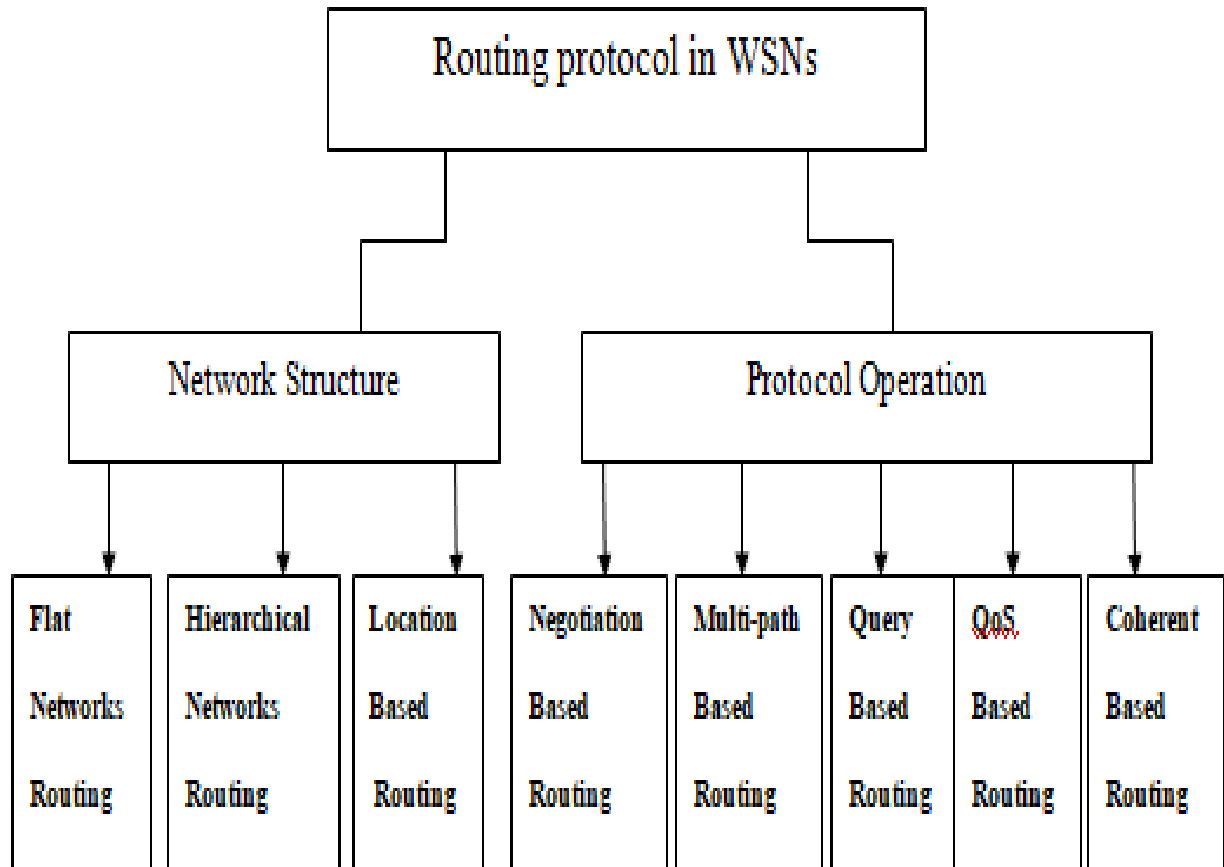 Routing protocol in WSNs
Network Structure
Protocol Operation
Flat
Networks
Routing
Hierarchical
Networks
Routing
Location
Based
Routing
Negotiation
Based
Routing
Multi-path
Based
Routing
Query
Based
Routing
QoS
Based
Routing
Coherent
Based
Routing